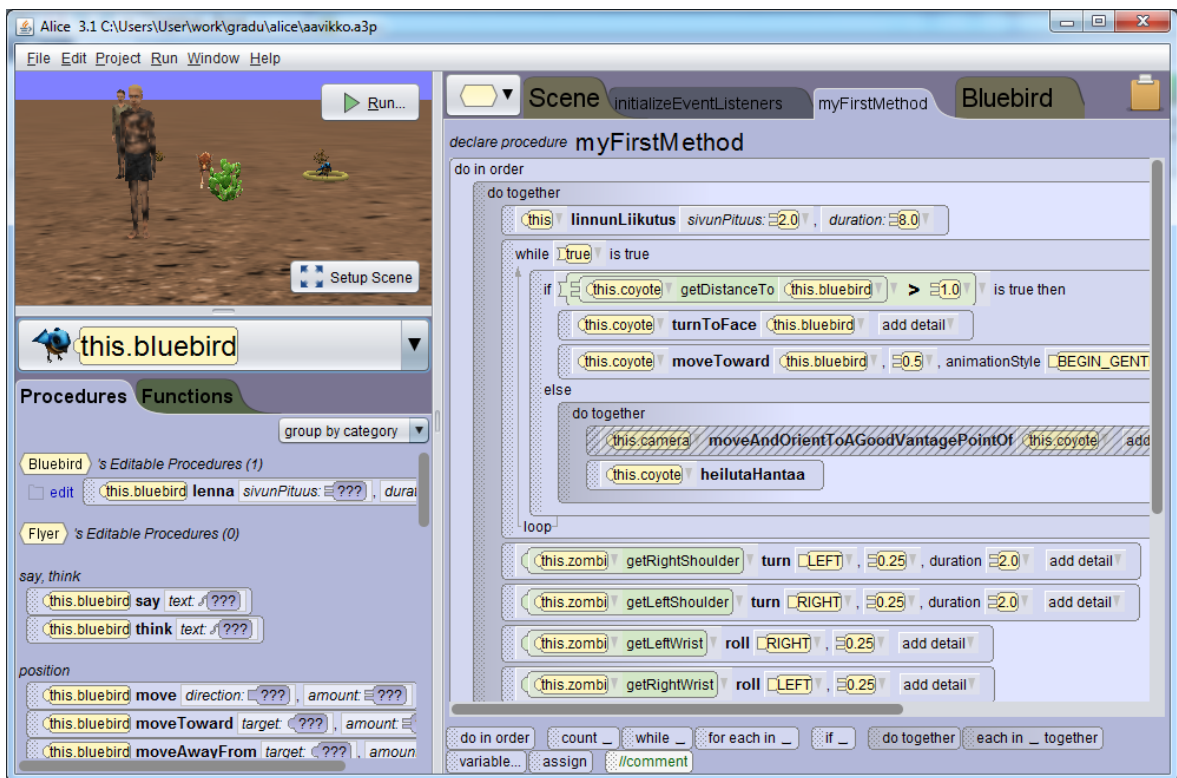 Alice 3.1 C:\Users\User\work\gradu\alice\aavikko.a3p
File Edit Project Run Window Help
Run...
Setup Scene
this.bluebird
Procedures Functions
group by category
Bluebird 's Editable Procedures (1)
edit this.bluebird lenna sivunPituus: ???, durat
Flyer 's Editable Procedures (0)
say, think
this.bluebird say text: ???
this.bluebird think text: ???
position
this.bluebird move direction: ???, amount: ???
this.bluebird moveToward target: ???, amount:
this.bluebird moveAwayFrom target: ???, amoun
Scene initializeEventListeners myFirstMethod Bluebird
declare procedure myFirstMethod
do in order
do together
this linnunLiikutus sivunPituus: 2.0, duration: 8.0
while true is true
if this.coyote getDistanceTo this.bluebird > 1.0 is true then
this.coyote turnToFace this.bluebird add detail
this.coyote moveToward this.bluebird, 0.5, animationStyle BEGIN_GENT
else
do together
this.camera moveAndOrientToAGoodVantagePointOf this.coyote add
this.coyote heilutaHantaa
loop
this.zombi getRightShoulder turn LEFT, 0.25, duration 2.0 add detail
this.zombi getLeftShoulder turn RIGHT, 0.25, duration 2.0 add detail
this.zombi getLeftWrist roll RIGHT, 0.25 add detail
this.zombi getRightWrist roll LEFT, 0.25 add detail
do in order count _ while _ for each in _ if _ do together each in _ together
variable... assign //comment